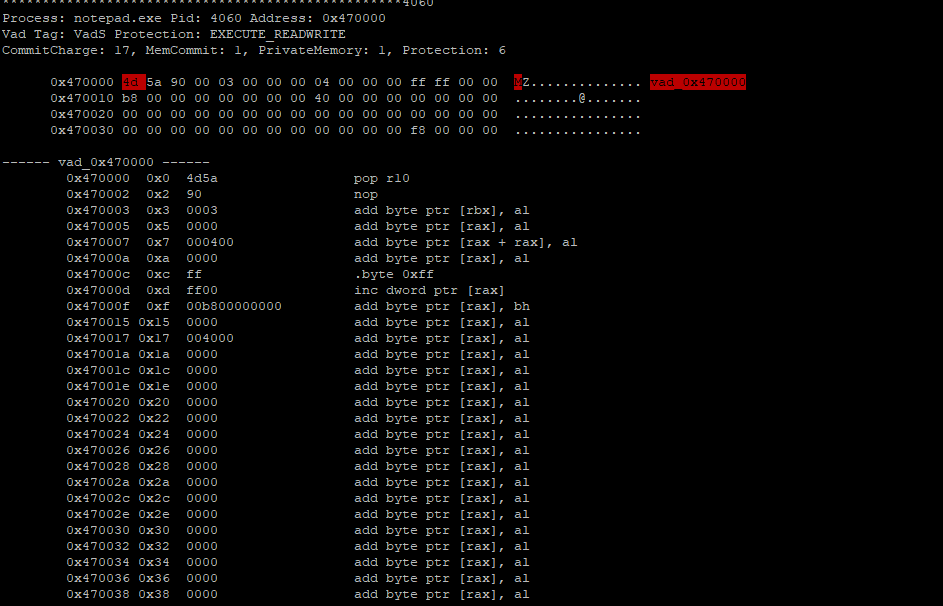 **************************************************4060
Process: notepad.exe Pid: 4060 Address: 0x470000
Vad Tag: VadS Protection: EXECUTE_READWRITE
CommitCharge: 17, MemCommit: 1, PrivateMemory: 1, Protection: 6
0x470000 4d 5a 90 00 03 00 00 00 04 00 00 00 ff ff 00 00 MZ.............. vad_0x470000
0x470010 b8 00 00 00 00 00 00 00 40 00 00 00 00 00 00 00 ........@.......
0x470020 00 00 00 00 00 00 00 00 00 00 00 00 00 00 00 00 ................
0x470030 00 00 00 00 00 00 00 00 00 00 00 00 f8 00 00 00 ................
------ vad_0x470000 ------
0x470000 0x0 4d5a pop r10
0x470002 0x2 90 nop
0x470003 0x3 0003 add byte ptr [rbx], al
0x470005 0x5 0000 add byte ptr [rax], al
0x470007 0x7 000400 add byte ptr [rax + rax], al
0x47000a 0xa 0000 add byte ptr [rax], al
0x47000c 0xc ff .byte 0xff
0x47000d 0xd ff00 inc dword ptr [rax]
0x47000f 0xf 00b800000000 add byte ptr [rax], bh
0x470015 0x15 0000 add byte ptr [rax], al
0x470017 0x17 004000 add byte ptr [rax], al
0x47001a 0x1a 0000 add byte ptr [rax], al
0x47001c 0x1c 0000 add byte ptr [rax], al
0x47001e 0x1e 0000 add byte ptr [rax], al
0x470020 0x20 0000 add byte ptr [rax], al
0x470022 0x22 0000 add byte ptr [rax], al
0x470024 0x24 0000 add byte ptr [rax], al
0x470026 0x26 0000 add byte ptr [rax], al
0x470028 0x28 0000 add byte ptr [rax], al
0x47002a 0x2a 0000 add byte ptr [rax], al
0x47002c 0x2c 0000 add byte ptr [rax], al
0x47002e 0x2e 0000 add byte ptr [rax], al
0x470030 0x30 0000 add byte ptr [rax], al
0x470032 0x32 0000 add byte ptr [rax], al
0x470034 0x34 0000 add byte ptr [rax], al
0x470036 0x36 0000 add byte ptr [rax], al
0x470038 0x38 0000 add byte ptr [rax], al